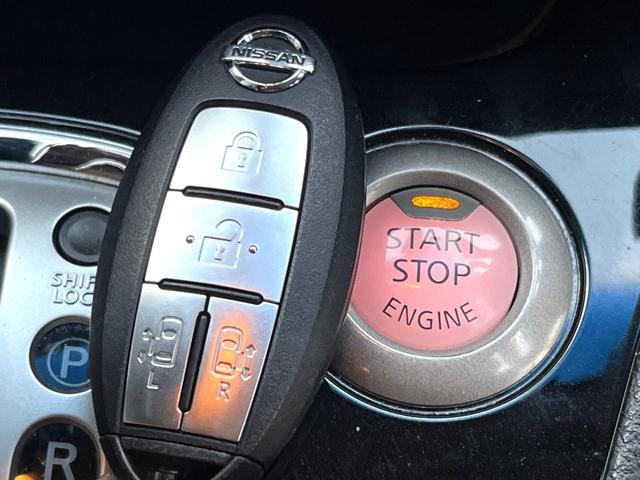 NISSAN
L
R
START
STOP
ENGINE
SHIFT
LOCK
P
R